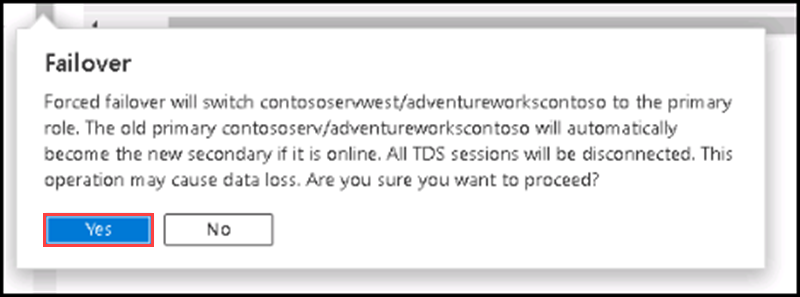 Failover
Forced failover will switch contososervwest/adventureworkscontoso to the primary
role. The old primary contososerv/adventureworkscontoso will automatically
become the new secondary if it is online. All TDS sessions will be disconnected. This
operation may cause data loss. Are you sure you want to proceed?
Yes No